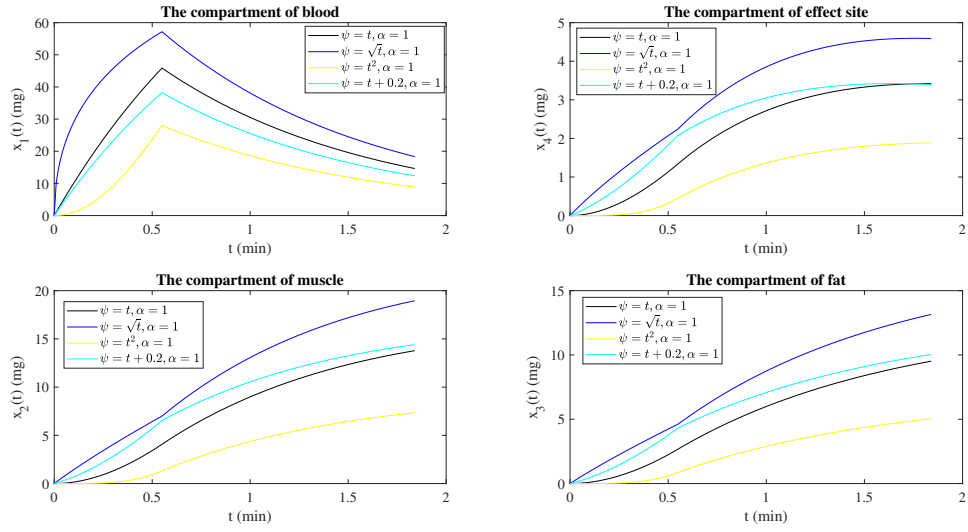 The compartment of blood
x1(t) (mg)
60
50
40
30
20
10
0
ψ = t, α = 1
ψ = √t, α = 1
ψ = t², α = 1
ψ = t + 0.2, α = 1
0 0.5 1 1.5 2
t (min)
The compartment of effect site
x4(t) (mg)
5
4
3
2
1
0
ψ = t, α = 1
ψ = √t, α = 1
ψ = t², α = 1
ψ = t + 0.2, α = 1
0 0.5 1 1.5 2
t (min)
The compartment of muscle
x2(t) (mg)
20
15
10
5
0
ψ = t, α = 1
ψ = √t, α = 1
ψ = t², α = 1
ψ = t + 0.2, α = 1
0 0.5 1 1.5 2
t (min)
The compartment of fat
x3(t) (mg)
15
10
5
0
ψ = t, α = 1
ψ = √t, α = 1
ψ = t², α = 1
ψ = t + 0.2, α = 1
0 0.5 1 1.5 2
t (min)